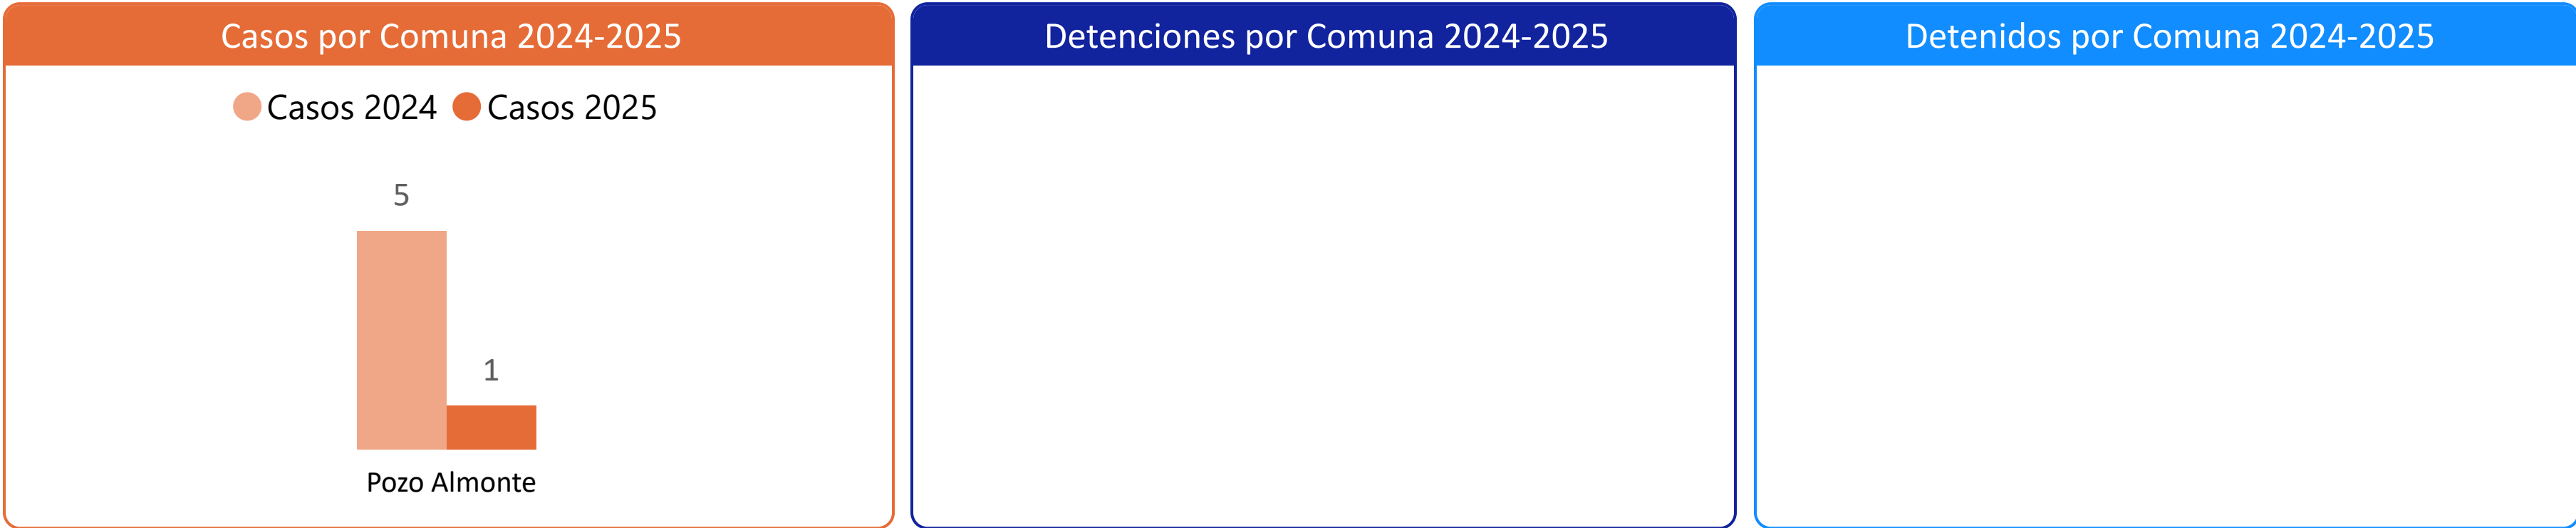 Casos por Comuna 2024-2025
Casos 2024 Casos 2025
5
1
Pozo Almonte
Detenciones por Comuna 2024-2025
Detenidos por Comuna 2024-2025